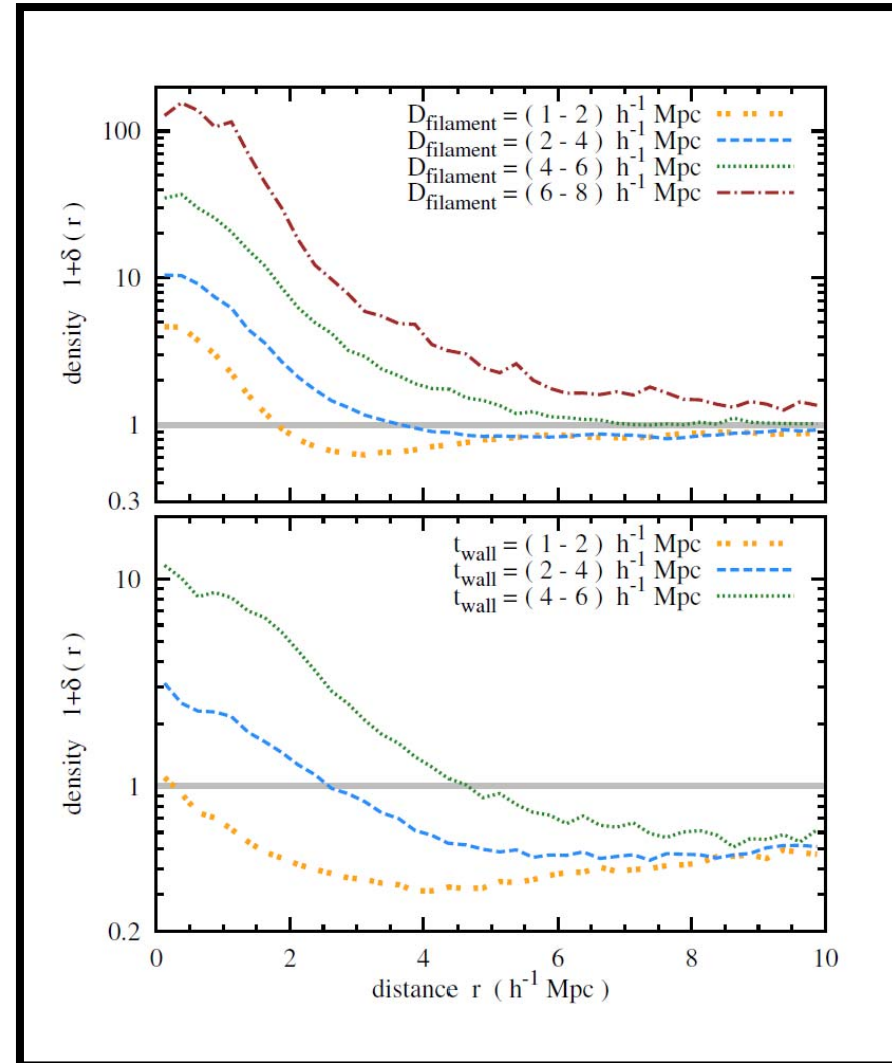 D_filament = ( 1 - 2 ) h^-1 Mpc
D_filament = ( 2 - 4 ) h^-1 Mpc
D_filament = ( 4 - 6 ) h^-1 Mpc
D_filament = ( 6 - 8 ) h^-1 Mpc
100
10
1
0.3
density 1+δ ( r )
t_wall = ( 1 - 2 ) h^-1 Mpc
t_wall = ( 2 - 4 ) h^-1 Mpc
t_wall = ( 4 - 6 ) h^-1 Mpc
10
1
0.2
density 1+δ ( r )
0 2 4 6 8 10
distance r ( h^-1 Mpc )